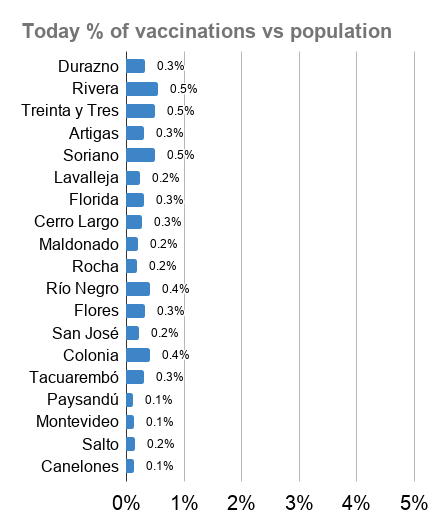 Today % of vaccinations vs population
Durazno 0.3%
Rivera 0.5%
Treinta y Tres 0.5%
Artigas 0.3%
Soriano 0.5%
Lavalleja 0.2%
Florida 0.3%
Cerro Largo 0.3%
Maldonado 0.2%
Rocha 0.2%
Río Negro 0.4%
Flores 0.3%
San José 0.2%
Colonia 0.4%
Tacuarembó 0.3%
Paysandú 0.1%
Montevideo 0.1%
Salto 0.2%
Canelones 0.1%
0% 1% 2% 3% 4% 5%